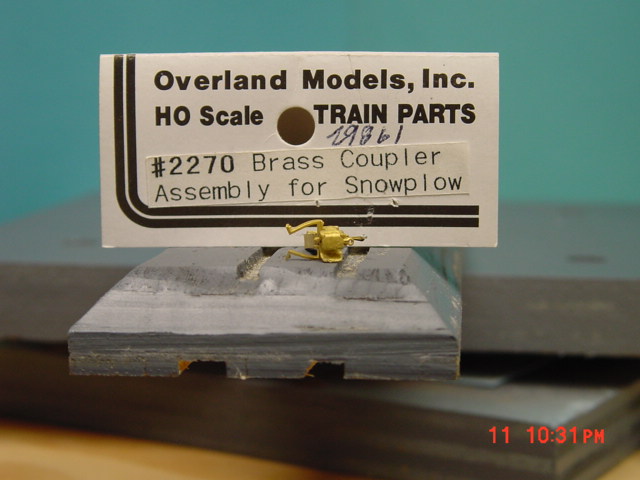 Overland Models, Inc.
HO Scale TRAIN PARTS
29861
#2270 Brass Coupler
Assembly for Snowplow
11 10:31PM